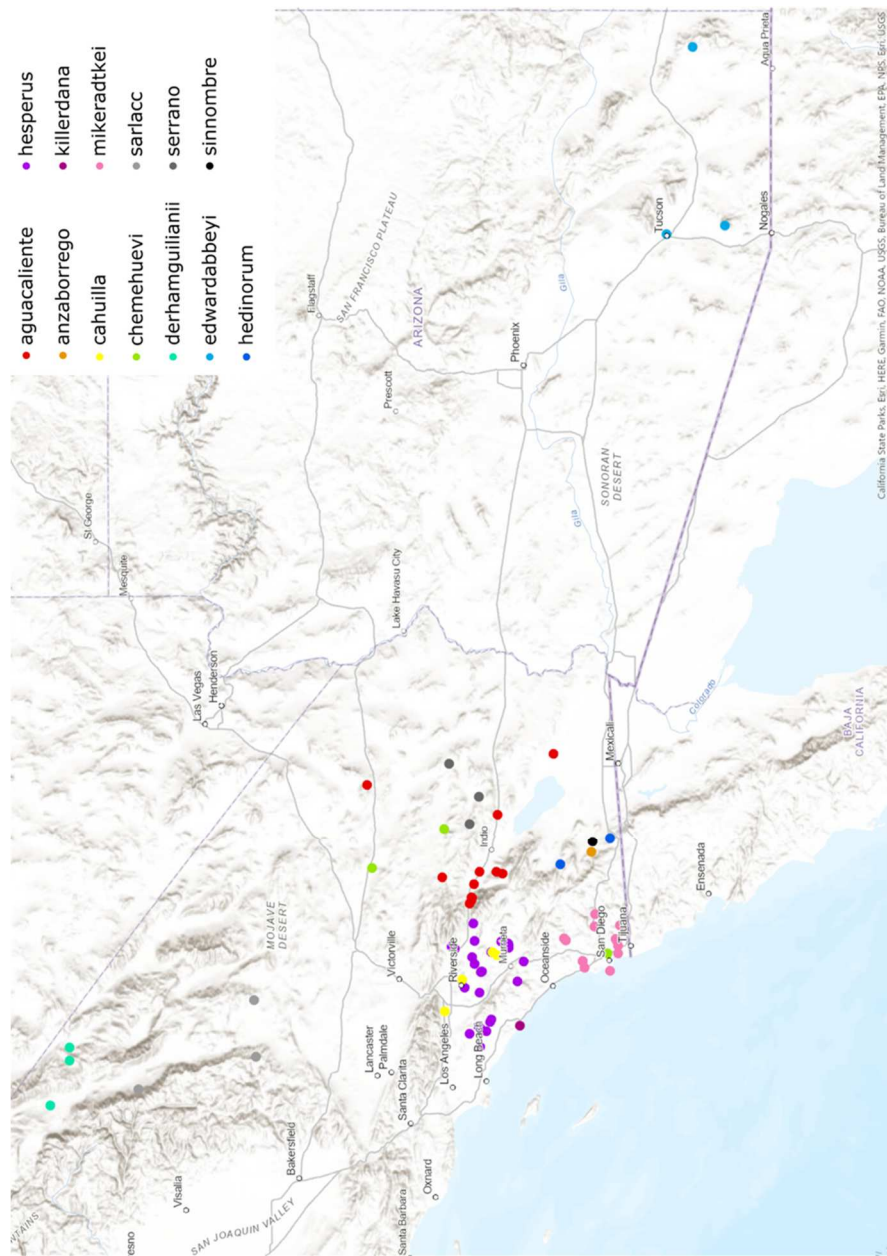 aguacaliente
anzaborrego
cahuilla
chemehuevi
derhamguilianii
edwardabbeyi
hedinorum
hesperus
killerdana
mikeradtkei
sarlacc
serrano
sinnombre
NTAINS
esno
Visalia
SAN JOAQUIN VALLEY
Bakersfield
Santa Barbara
Oxnard
Santa Clarita
Lancaster
Palmdale
Los Angeles
Long Beach
Victorville
MOJAVE
DESERT
Riverside
Murrieta
Oceanside
San Diego
Tijuana
Ensenada
Indio
Mexicali
BAJA
CALIFORNIA
Colorado
Las Vegas
Henderson
Mesquite
St George
Lake Havasu City
Prescott
Flagstaff
SAN FRANCISCO PLATEAU
ARIZONA
Phoenix
Gila
Gila
SONORAN
DESERT
Tucson
Nogales
Agua Prieta
California State Parks, Esri, HERE, Garmin, FAO, NOAA, USGS, Bureau of Land Management, EPA, NPS, Esri, USGS